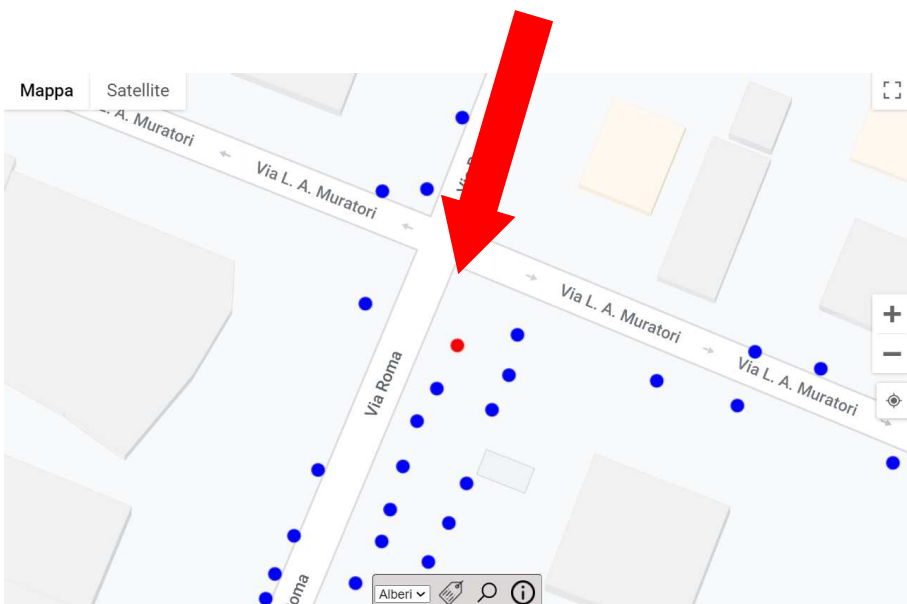 Mappa
Satellite
L. A. Muratori
Via L. A. Muratori
Via L. A. Muratori
Via L. A. Muratori
Via Roma
Alberi